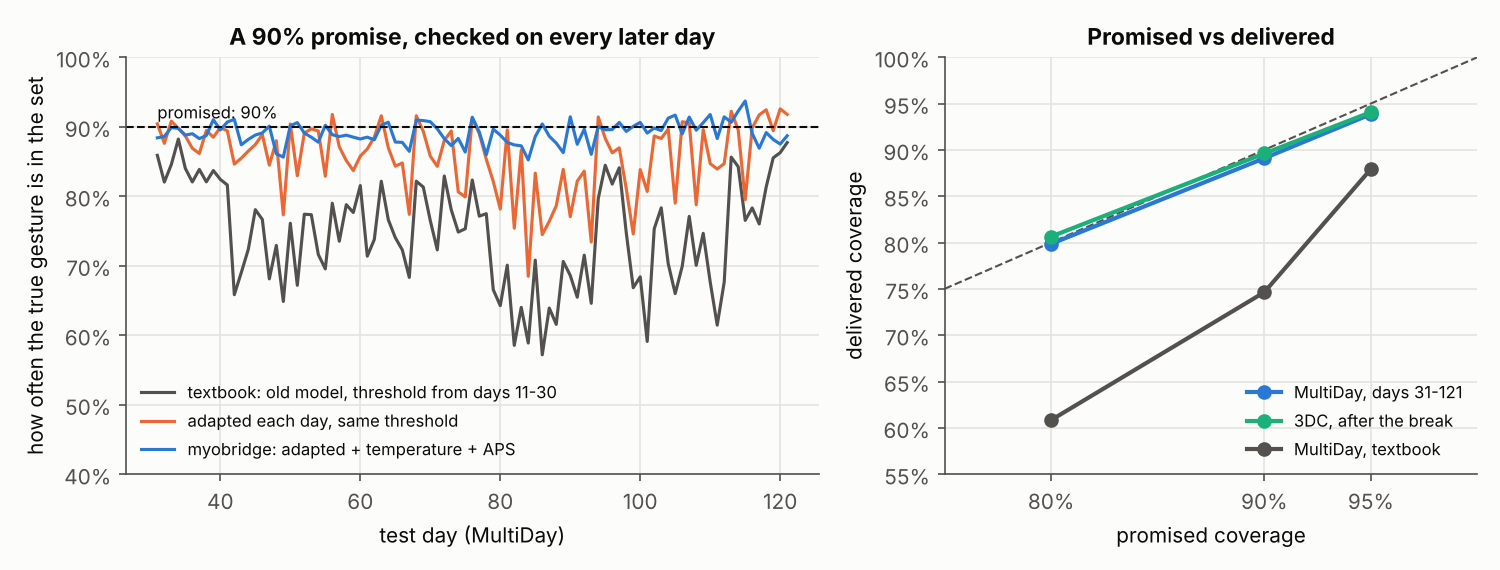 A 90% promise, checked on every later day
how often the true gesture is in the set
100%
90%
80%
70%
60%
50%
40%
promised: 90%
textbook: old model, threshold from days 11-30
adapted each day, same threshold
myobridge: adapted + temperature + APS
40
60
80
100
120
test day (MultiDay)
Promised vs delivered
delivered coverage
100%
95%
90%
85%
80%
75%
70%
65%
60%
55%
MultiDay, days 31-121
3DC, after the break
MultiDay, textbook
80%
90%
95%
promised coverage